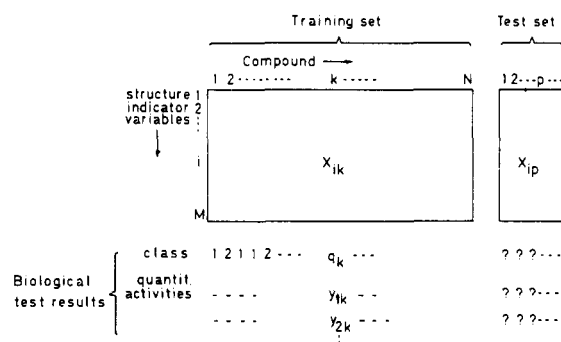 Training set Test set
Compound →
1 2 -------- k ----- N 1 2 --- p ---
structure 1
indicator 2
variables :
i X_ik X_ip
M
class 1 2 1 1 2 ---- q_k ---- ? ? ? ----
Biological quantit.
test results activities ---- y_1k -- -- ? ? ? ----
----- y_2k ---- ? ? ? ----